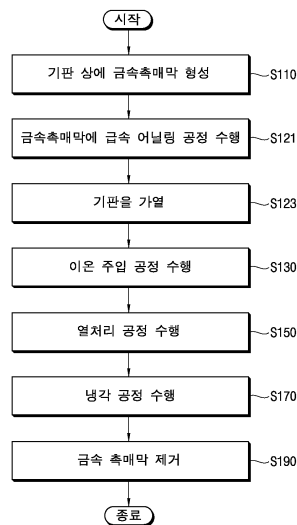 시작
기판 상에 금속촉매막 형성 S110
금속촉매막에 급속 어닐링 공정 수행 S121
기판을 가열 S123
이온 주입 공정 수행 S130
열처리 공정 수행 S150
냉각 공정 수행 S170
금속 촉매막 제거 S190
종료